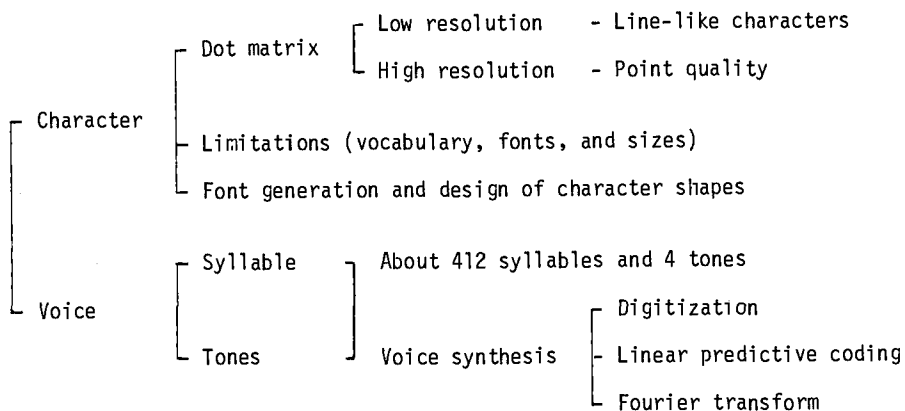 Low resolution - Line-like characters
Dot matrix
High resolution - Point quality
Character
Limitations (vocabulary, fonts, and sizes)
Font generation and design of character shapes
Syllable About 412 syllables and 4 tones
Digitization
Voice
Tones Voice synthesis Linear predictive coding
Fourier transform